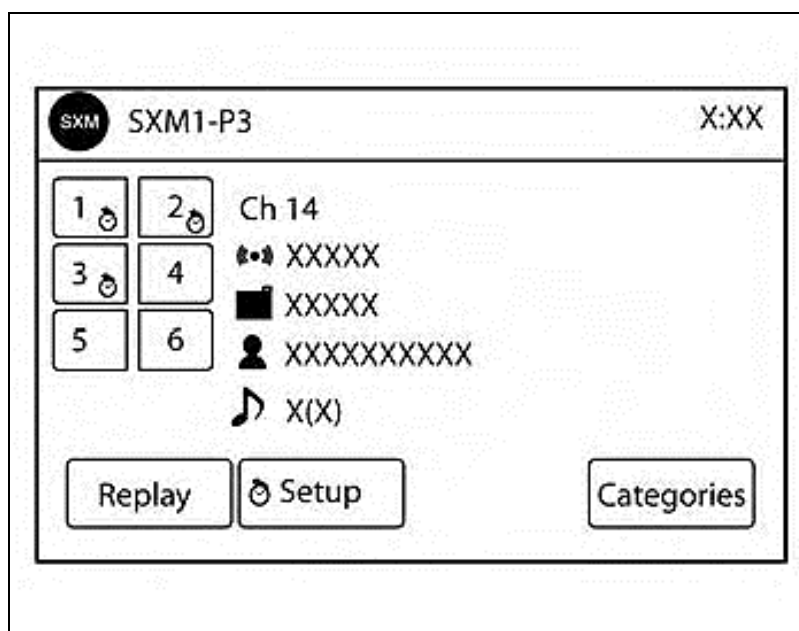 SXM SXM1-P3 X:XX
1 2 Ch 14
XXXXX
3 4
XXXXX
5 6 XXXXXXXXXX
X(X)
Replay Setup Categories